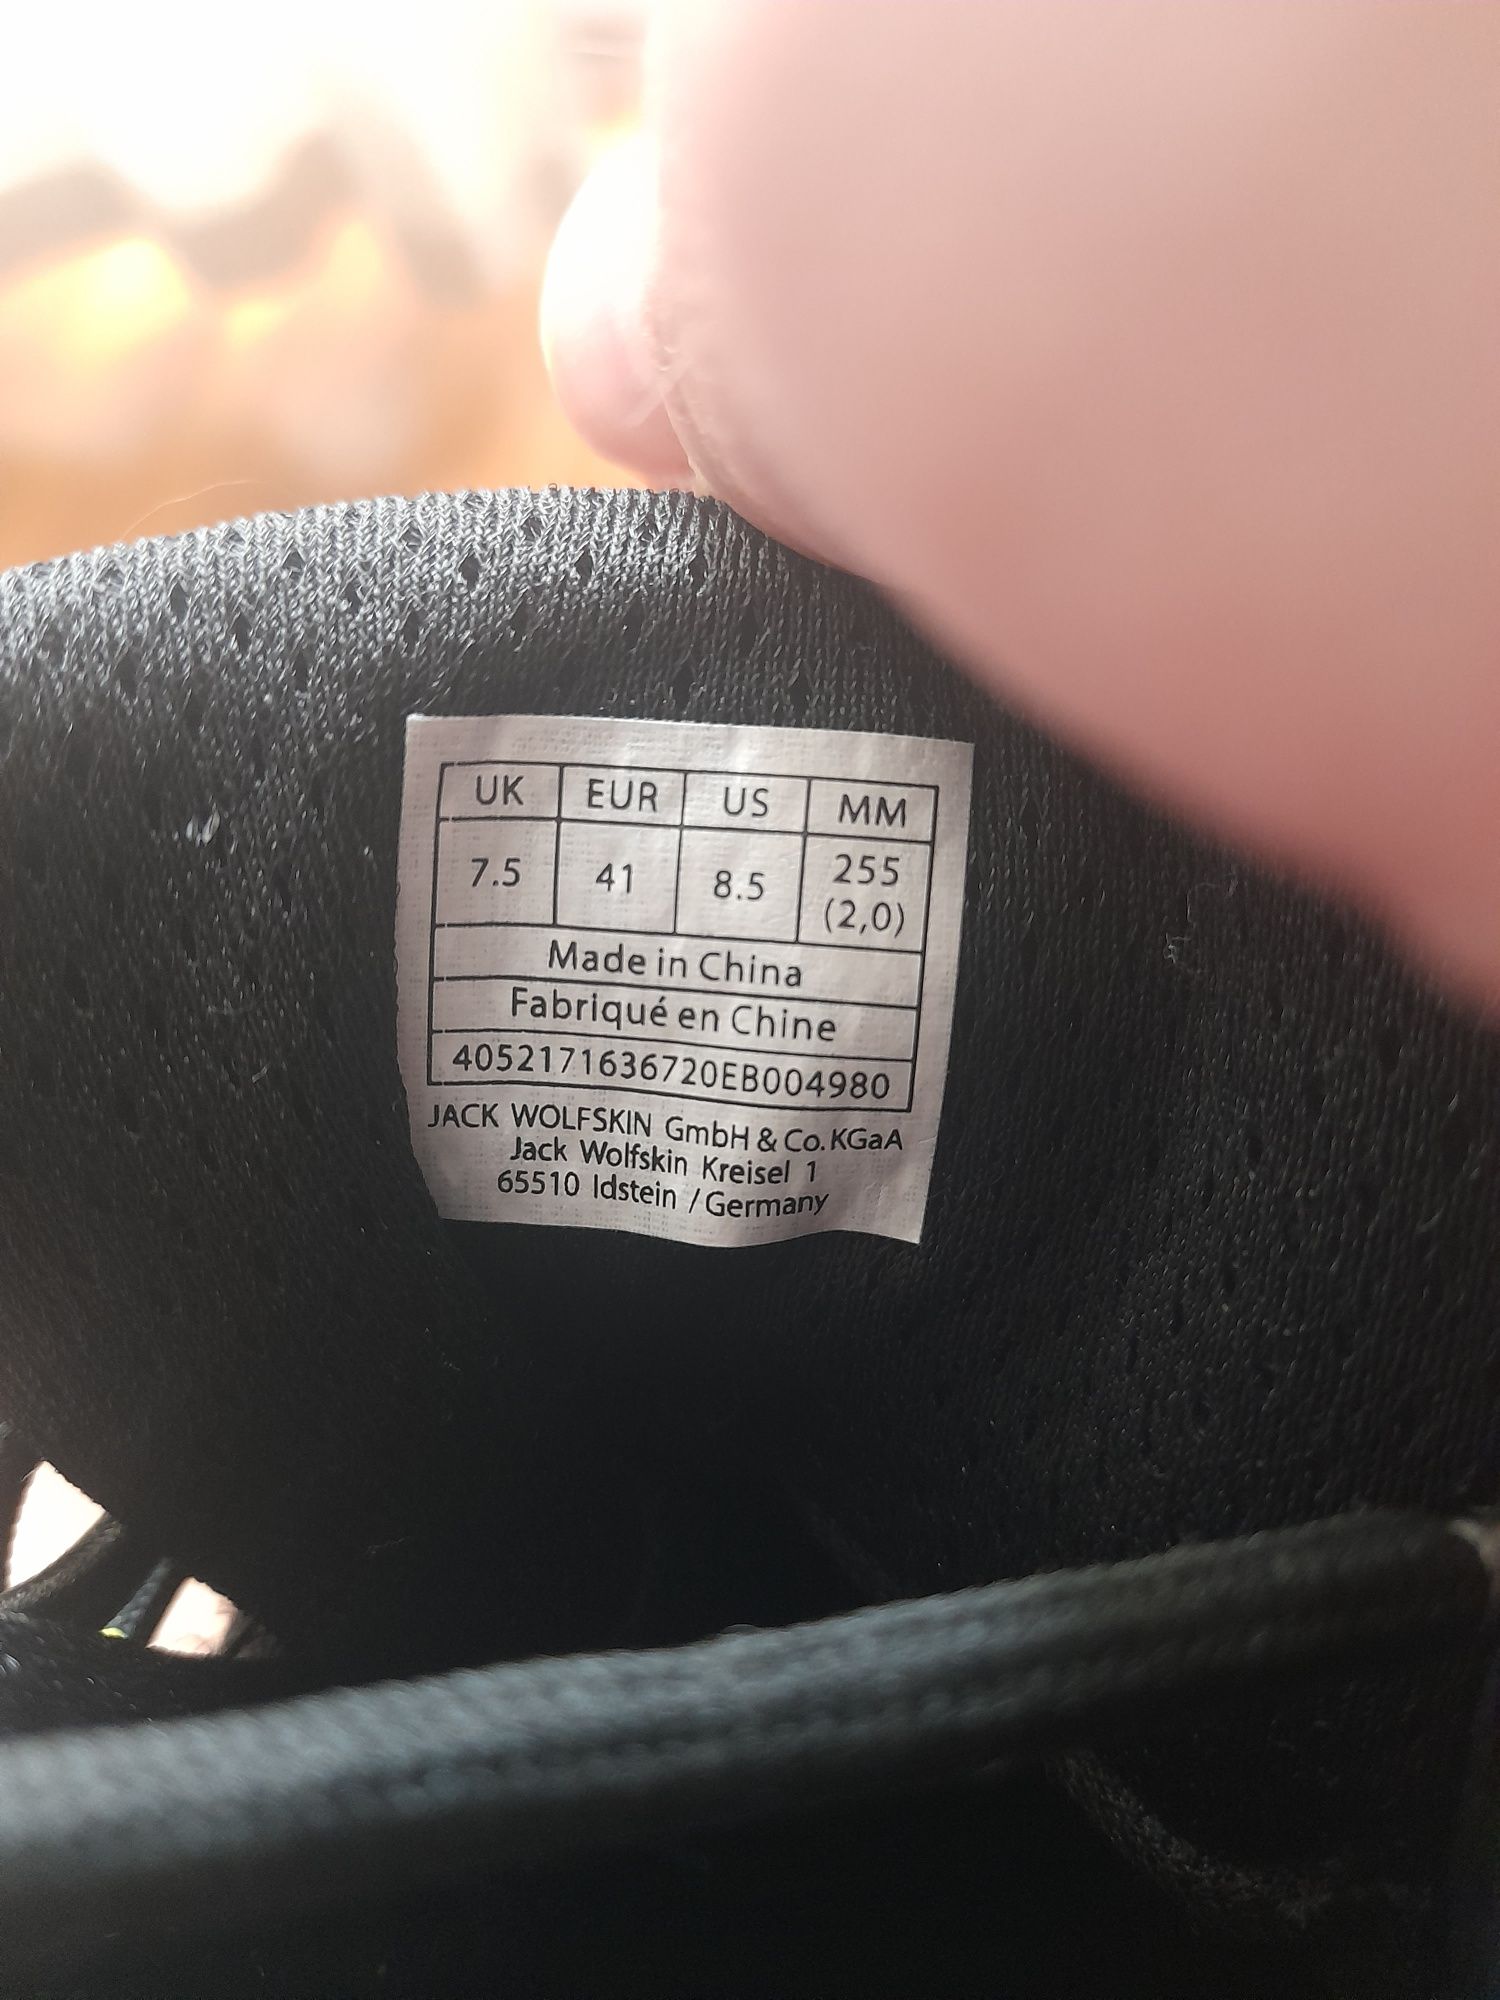 UK EUR US MM
7.5 41 8.5 255
(2,0)
Made in China
Fabriqué en Chine
4052171636720EB004980
JACK WOLFSKIN GmbH & Co. KGaA
Jack Wolfskin Kreisel 1
65510 Idstein / Germany